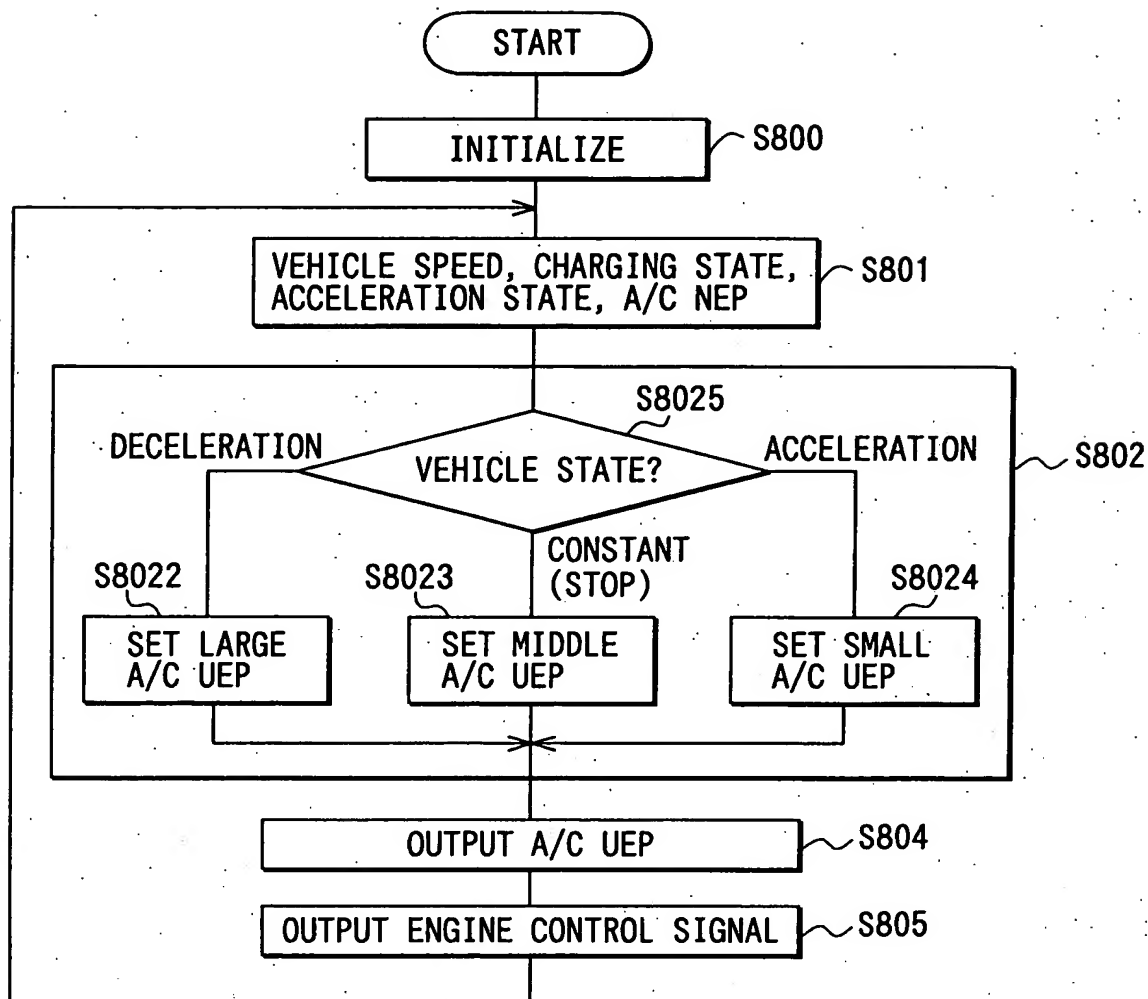 START
INITIALIZE
S800
VEHICLE SPEED, CHARGING STATE,
ACCELERATION STATE, A/C NEP
S801
S8025
DECELERATION
VEHICLE STATE?
ACCELERATION
S802
CONSTANT
(STOP)
S8022
SET LARGE
A/C UEP
S8023
SET MIDDLE
A/C UEP
S8024
SET SMALL
A/C UEP
OUTPUT A/C UEP
S804
OUTPUT ENGINE CONTROL SIGNAL
S805